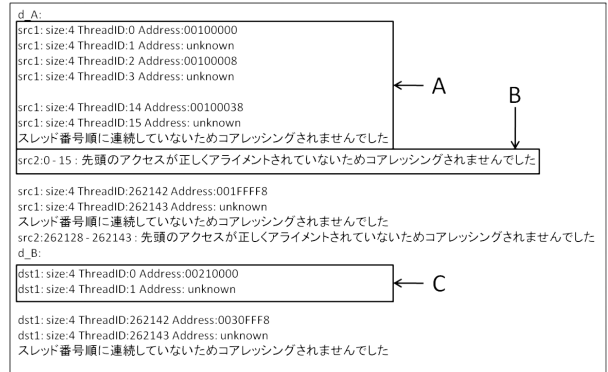 d_A:
src1: size:4 ThreadID:0 Address:00100000
src1: size:4 ThreadID:1 Address: unknown
src1: size:4 ThreadID:2 Address:00100008
src1: size:4 ThreadID:3 Address: unknown
A
B
src1: size:4 ThreadID:14 Address:00100038
src1: size:4 ThreadID:15 Address: unknown
スレッド番号順に連続していないためコアレッシングされませんでした
src2:0 - 15 : 先頭のアクセスが正しくアライメントされていないためコアレッシングされませんでした
src1: size:4 ThreadID:262142 Address:001FFFF8
src1: size:4 ThreadID:262143 Address: unknown
スレッド番号順に連続していないためコアレッシングされませんでした
src2:262128 - 262143 : 先頭のアクセスが正しくアライメントされていないためコアレッシングされませんでした
d_B:
dst1: size:4 ThreadID:0 Address:00210000
dst1: size:4 ThreadID:1 Address: unknown
C
dst1: size:4 ThreadID:262142 Address:0030FFF8
dst1: size:4 ThreadID:262143 Address: unknown
スレッド番号順に連続していないためコアレッシングされませんでした